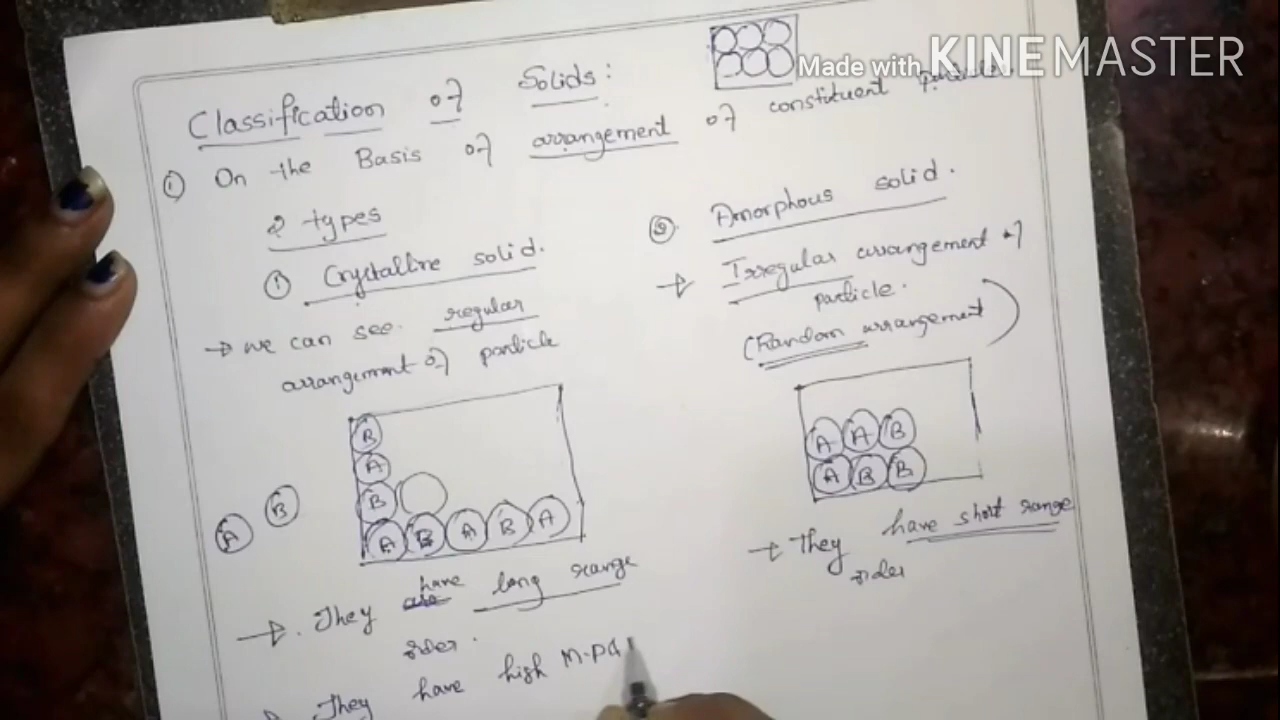 Made with KINEMASTER
Classification of Solids:
① On the Basis of arrangement of constituent
2 types
① Crystalline solid.
→ we can see regular
arrangement of particle
B
A
B
A B A B A
A B
→ They have long range
order.
They have high M.P &
② Amorphous solid.
→ Irregular arrangement of
particle.
(Random arrangement)
A A B
A B B
→ They have short range
order